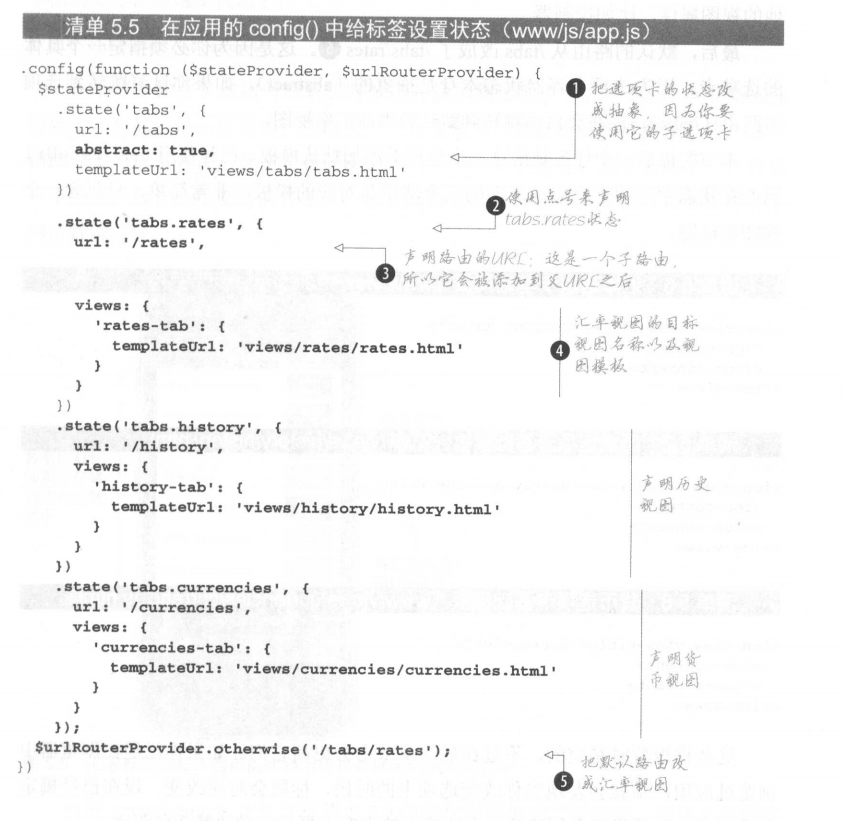 清单 5.5 在应用的 config() 中给标签设置状态（www/js/app.js）
.config(function ($stateProvider, $urlRouterProvider) {
  $stateProvider
    .state('tabs', {
      url: '/tabs',
      abstract: true,
      templateUrl: 'views/tabs/tabs.html'
    })
❶ 把选项卡的状态改
成抽象，因为你要
使用它的子选项卡
    .state('tabs.rates', {
      url: '/rates',
❷ 使用点号来声明
tabs.rates状态
❸ 声明路由的URL：这是一个子路由，
所以它会被添加到父URL之后
      views: {
        'rates-tab': {
          templateUrl: 'views/rates/rates.html'
        }
      }
    })
❹ 汇率视图的目标
视图名称以及视
图模板
    .state('tabs.history', {
      url: '/history',
      views: {
        'history-tab': {
          templateUrl: 'views/history/history.html'
        }
      }
    })
声明历史
视图
    .state('tabs.currencies', {
      url: '/currencies',
      views: {
        'currencies-tab': {
          templateUrl: 'views/currencies/currencies.html'
        }
      }
    });
声明货
币视图
  $urlRouterProvider.otherwise('/tabs/rates');
})
❺ 把默认路由改
成汇率视图